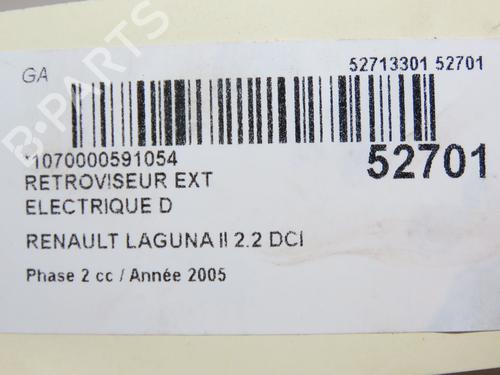 GA
52713301 52701
*1070000591054
52701
RETROVISEUR EXT
ELECTRIQUE D
RENAULT LAGUNA II 2.2 DCI
Phase 2 cc / Année 2005
B-PARTS